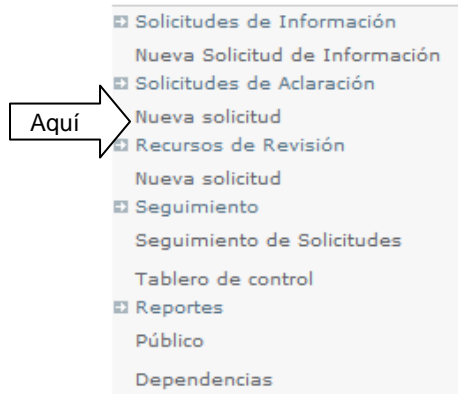 Solicitudes de Información
Nueva Solicitud de Información
Solicitudes de Aclaración
Aquí
Nueva solicitud
Recursos de Revisión
Nueva solicitud
Seguimiento
Seguimiento de Solicitudes
Tablero de control
Reportes
Público
Dependencias